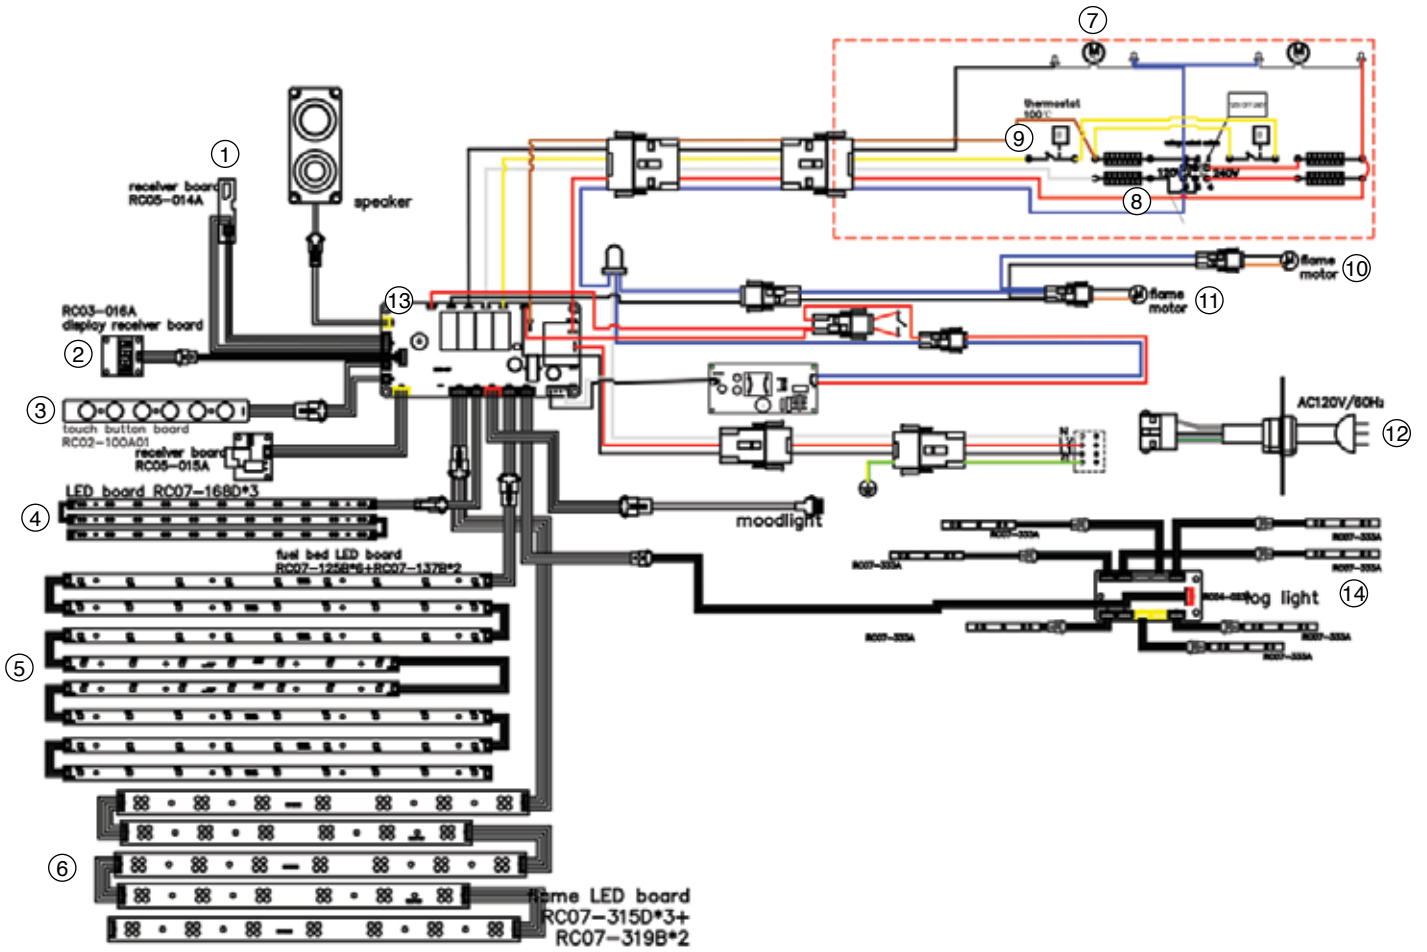 7
thermostat
100℃
9
120V
240V
8
1
receiver board
RC05-014A
speaker
flame
motor
10
flame
motor
11
13
RC03-016A
display receiver board
2
3
touch button board
RC02-100A01
receiver board
RC05-015A
AC120V/60Hz
12
LED board RC07-168D*3
4
moodlight
fuel bed LED board
RC07-125B*6+RC07-137B*2
5
RC07-333A
RC07-333A
RC07-333A
RC07-333A
log light
14
RC07-333A
RC07-333A
RC07-333A
6
flame LED board
RC07-315D*3+
RC07-319B*2